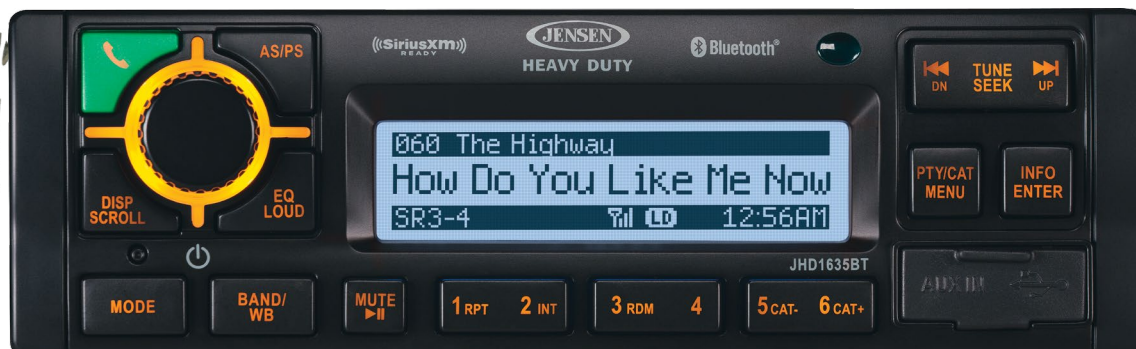 AS/PS
((SiriusXM))
READY
JENSEN
HEAVY DUTY
Bluetooth®
DN
TUNE
SEEK
UP
060 The Highway
How Do You Like Me Now
SR3-4 LD 12:56AM
DISP
SCROLL
EQ
LOUD
PTY/CAT
MENU
INFO
ENTER
JHD1635BT
AUX IN
MODE
BAND/
WB
MUTE
1 RPT 2 INT
3 RDM 4
5 CAT- 6 CAT+